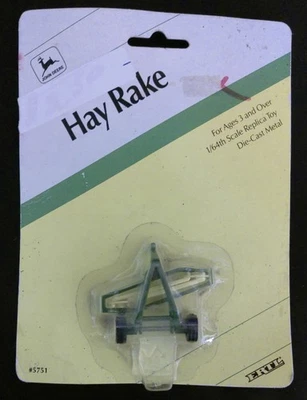 JOHN DEERE
Hay Rake
For Ages 3 and Over
1/64th Scale Replica Toy
Die-Cast Metal
#5751
ERTL